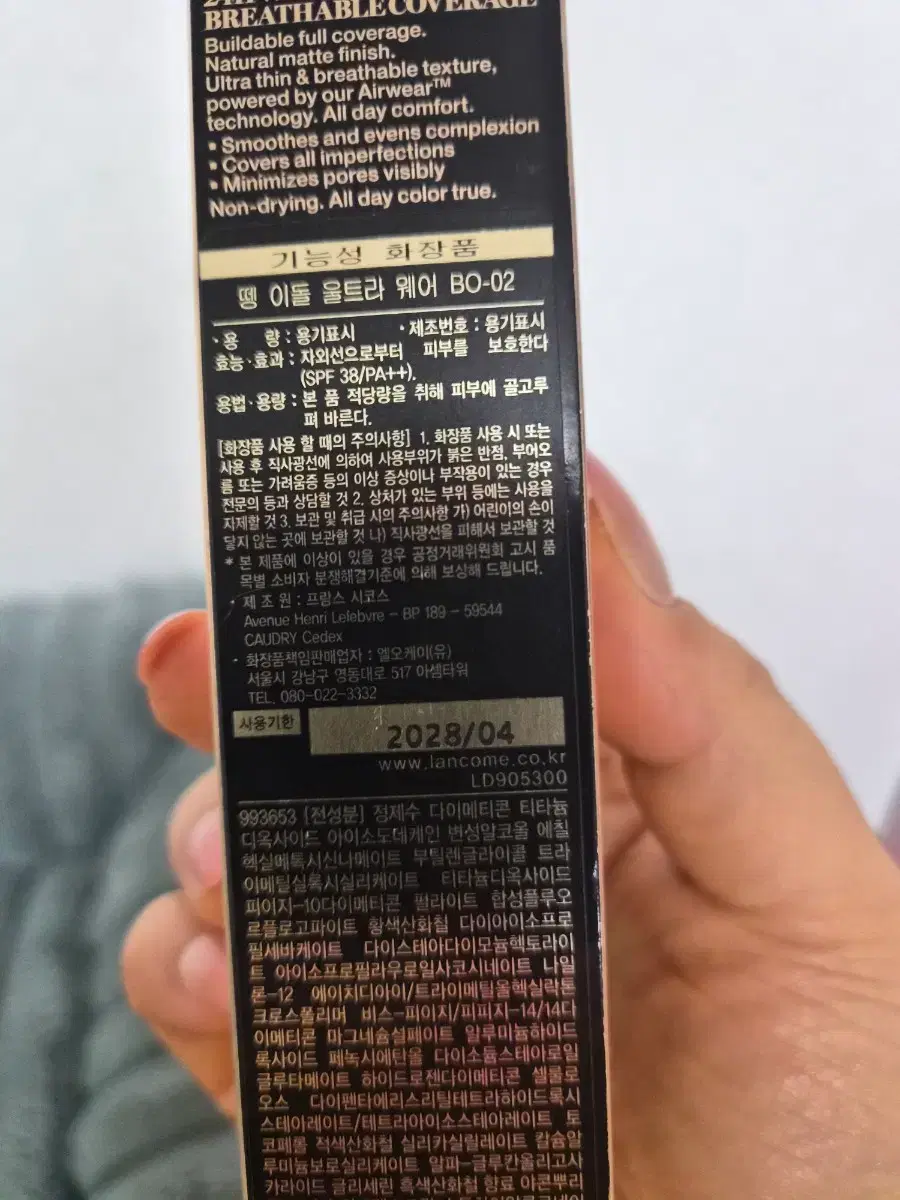 BREATHABLE COVERAGE
Buildable full coverage.
Natural matte finish.
Ultra thin & breathable texture,
powered by our Airwear™
technology. All day comfort.
• Smoothes and evens complexion
• Covers all imperfections
• Minimizes pores visibly
Non-drying. All day color true.
기능성 화장품
뗑 이돌 울트라 웨어 BO-02
·용 량 : 용기표시 ·제조번호 : 용기표시
효능·효과 : 자외선으로부터 피부를 보호한다
(SPF 38/PA++).
용법·용량 : 본 품 적당량을 취해 피부에 골고루
펴 바른다.
[화장품 사용 할 때의 주의사항] 1. 화장품 사용 시 또는
사용 후 직사광선에 의하여 사용부위가 붉은 반점, 부어오
름 또는 가려움증 등의 이상 증상이나 부작용이 있는 경우
전문의 등과 상담할 것 2. 상처가 있는 부위 등에는 사용을
자제할 것 3. 보관 및 취급 시의 주의사항 가) 어린이의 손이
닿지 않는 곳에 보관할 것 나) 직사광선을 피해서 보관할 것
* 본 제품에 이상이 있을 경우 공정거래위원회 고시 품
목별 소비자 분쟁해결기준에 의해 보상해 드립니다.
· 제 조 원 : 프랑스 시코스
Avenue Henri Lelebvre – BP 189 – 59544
CAUDRY Cedex
· 화장품책임판매업자 : 엘오케이(유)
서울시 강남구 영동대로 517 아셈타워
TEL. 080-022-3332
사용기한 2028/04
www.lancome.co.kr
LD905300
993653 [전성분] 정제수 다이메티콘 티타늄
디옥사이드 아이소도데케인 변성알코올 에칠
헥실메톡시신나메이트 부틸렌글라이콜 트라
이메틸실록시실리케이트 티타늄디옥사이드
피이지-10다이메티콘 펄라이트 합성플루오
르플로고파이트 황색산화철 다이아이소프로
필세바케이트 다이스테아다이모늄헥토라이
트 아이소프로필라우로일사코시네이트 나일
론-12 에이치디아이/트라이메틸올헥실락톤
크로스폴리머 비스-피이지/피피지-14/14다
이메티콘 마그네슘설페이트 알루미늄하이드
록사이드 페녹시에탄올 다이소듐스테아로일
글루타메이트 하이드로젠다이메티콘 셀룰로
오스 다이펜타에리스리틸테트라하이드록시
스테아레이트/테트라아이소스테아레이트 토
코페롤 적색산화철 실리카실릴레이트 칼슘알
루미늄보로실리케이트 알파-글루칸올리고사
카라이드 글리세린 흑색산화철 향료 아콘뿌리